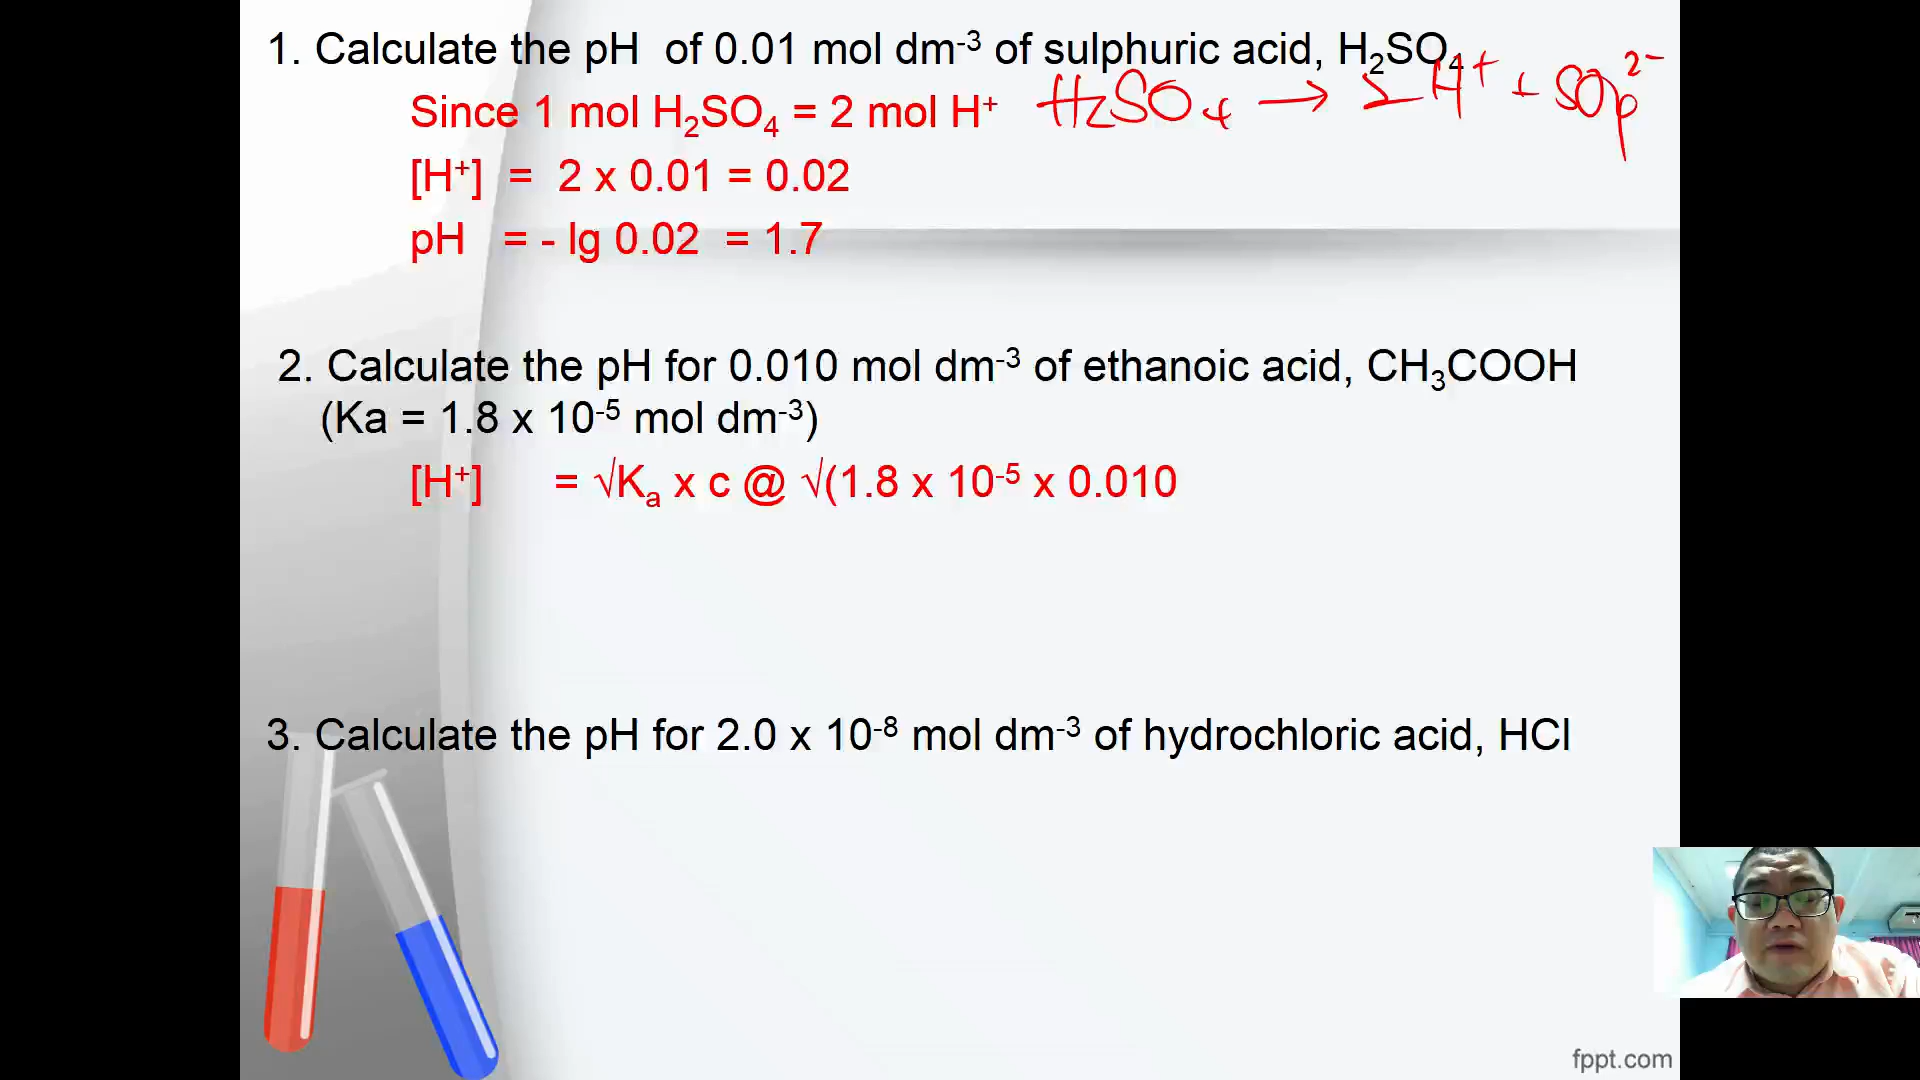 1. Calculate the pH of 0.01 mol dm⁻³ of sulphuric acid, H₂SO₄
Since 1 mol H₂SO₄ = 2 mol H⁺
H₂SO₄ → 2 H⁺ + SO₄²⁻
[H⁺] = 2 x 0.01 = 0.02
pH = - lg 0.02 = 1.7
2. Calculate the pH for 0.010 mol dm⁻³ of ethanoic acid, CH₃COOH
(Ka = 1.8 x 10⁻⁵ mol dm⁻³)
[H⁺] = √Kₐ x c @ √(1.8 x 10⁻⁵ x 0.010
3. Calculate the pH for 2.0 x 10⁻⁸ mol dm⁻³ of hydrochloric acid, HCl
fppt.com